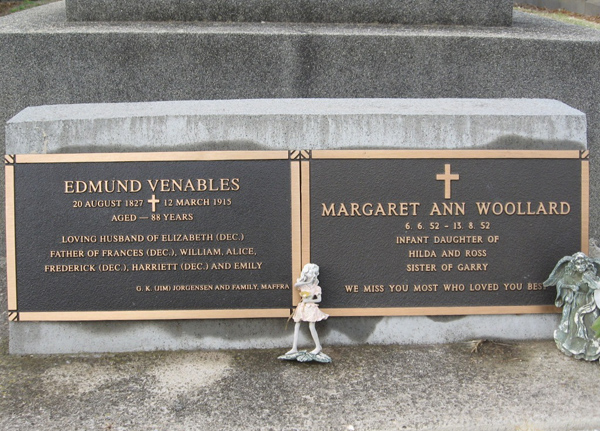 EDMUND VENABLES
20 AUGUST 1827 ✝ 12 MARCH 1915
AGED — 88 YEARS
LOVING HUSBAND OF ELIZABETH (DEC.)
FATHER OF FRANCES (DEC.), WILLIAM, ALICE,
FREDERICK (DEC.), HARRIETT (DEC.) AND EMILY
G. K. (JIM) JORGENSEN AND FAMILY, MAFFRA
MARGARET ANN WOOLLARD
6. 6. 52 - 13. 8. 52
INFANT DAUGHTER OF
HILDA AND ROSS
SISTER OF GARRY
WE MISS YOU MOST WHO LOVED YOU BEST